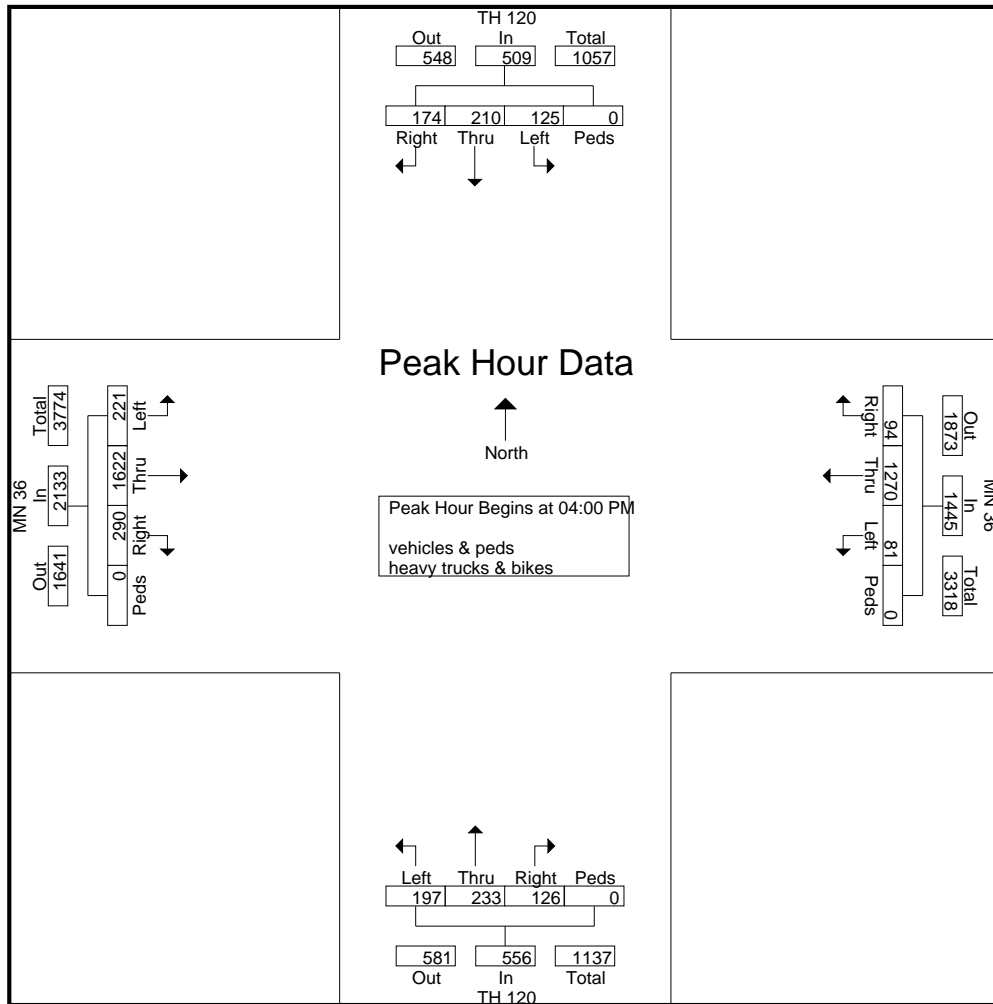 TH 120
Out In Total
548 509 1057
174 210 125 0
Right Thru Left Peds
Peak Hour Data
North
Peak Hour Begins at 04:00 PM
vehicles & peds
heavy trucks & bikes
MN 36
Total In Out
3774 2133 1641
221 1622 290 0
Left Thru Right Peds
MN 36
Out In Total
1873 1445 3318
94 1270 81 0
Right Thru Left Peds
Left Thru Right Peds
197 233 126 0
581 556 1137
Out In Total
TH 120